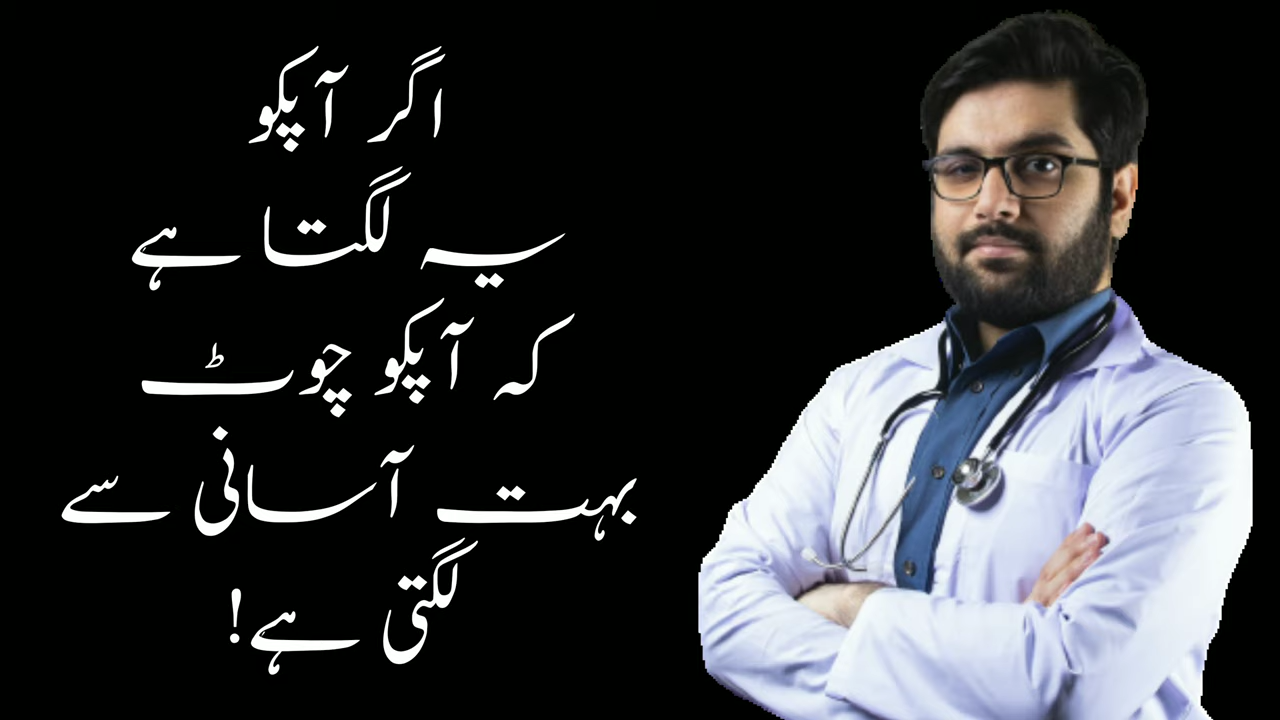 اگر آپکو
یہ لگتا ہے
کہ آپکو چوٹ
بہت آسانی سے
لگتی ہے!